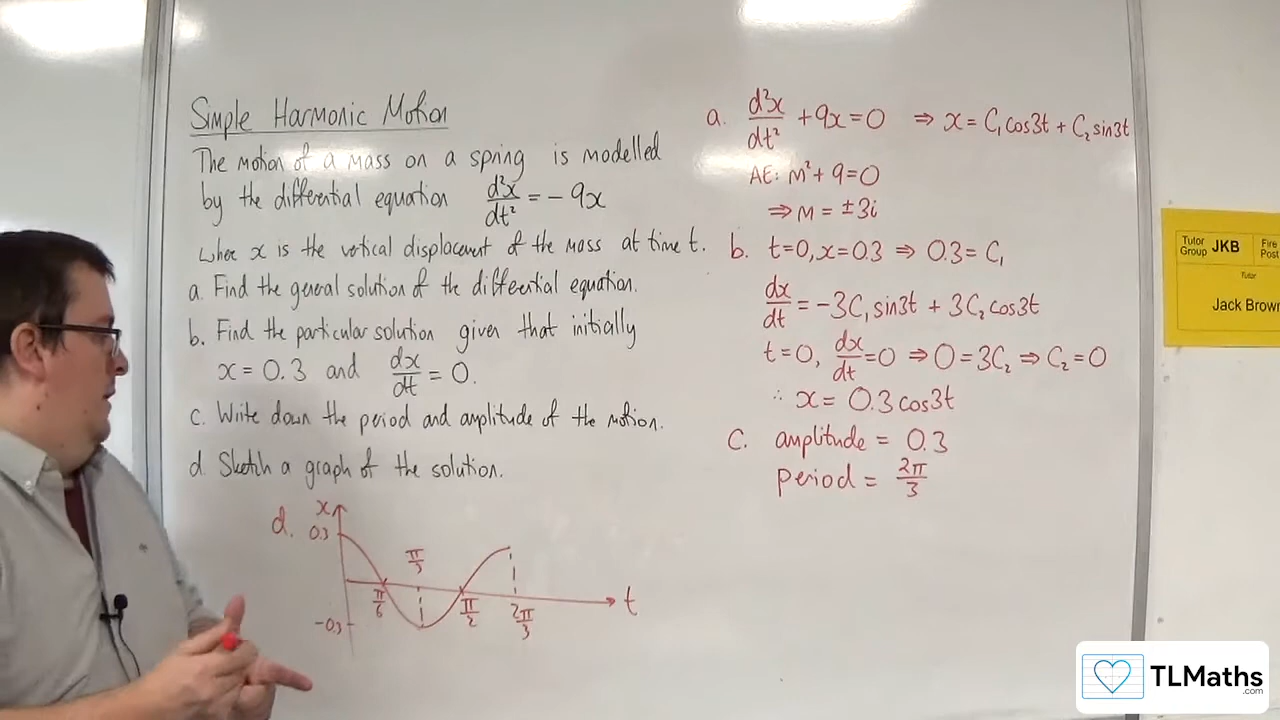 Simple Harmonic Motion
The motion of a mass on a spring is modelled
by the differential equation d²x/dt² = -9x
where x is the vertical displacement of the mass at time t.
a. Find the general solution of the differential equation.
b. Find the particular solution given that initially
x = 0.3 and dx/dt = 0.
c. Write down the period and amplitude of the motion.
d. Sketch a graph of the solution.
d.
x
0.3
-0.3
π/6
π/3
π/2
2π/3
t
a. d²x/dt² + 9x = 0 ⇒ x = C₁cos3t + C₂sin3t
AE: m² + 9 = 0
⇒ m = ±3i
b. t=0, x=0.3 ⇒ 0.3 = C₁
dx/dt = -3C₁sin3t + 3C₂cos3t
t=0, dx/dt=0 ⇒ 0=3C₂ ⇒ C₂=0
∴ x = 0.3cos3t
C. amplitude = 0.3
period = 2π/3
Tutor Group JKB
Fire
Post
Tutor
Jack Brown
TLMaths
.com